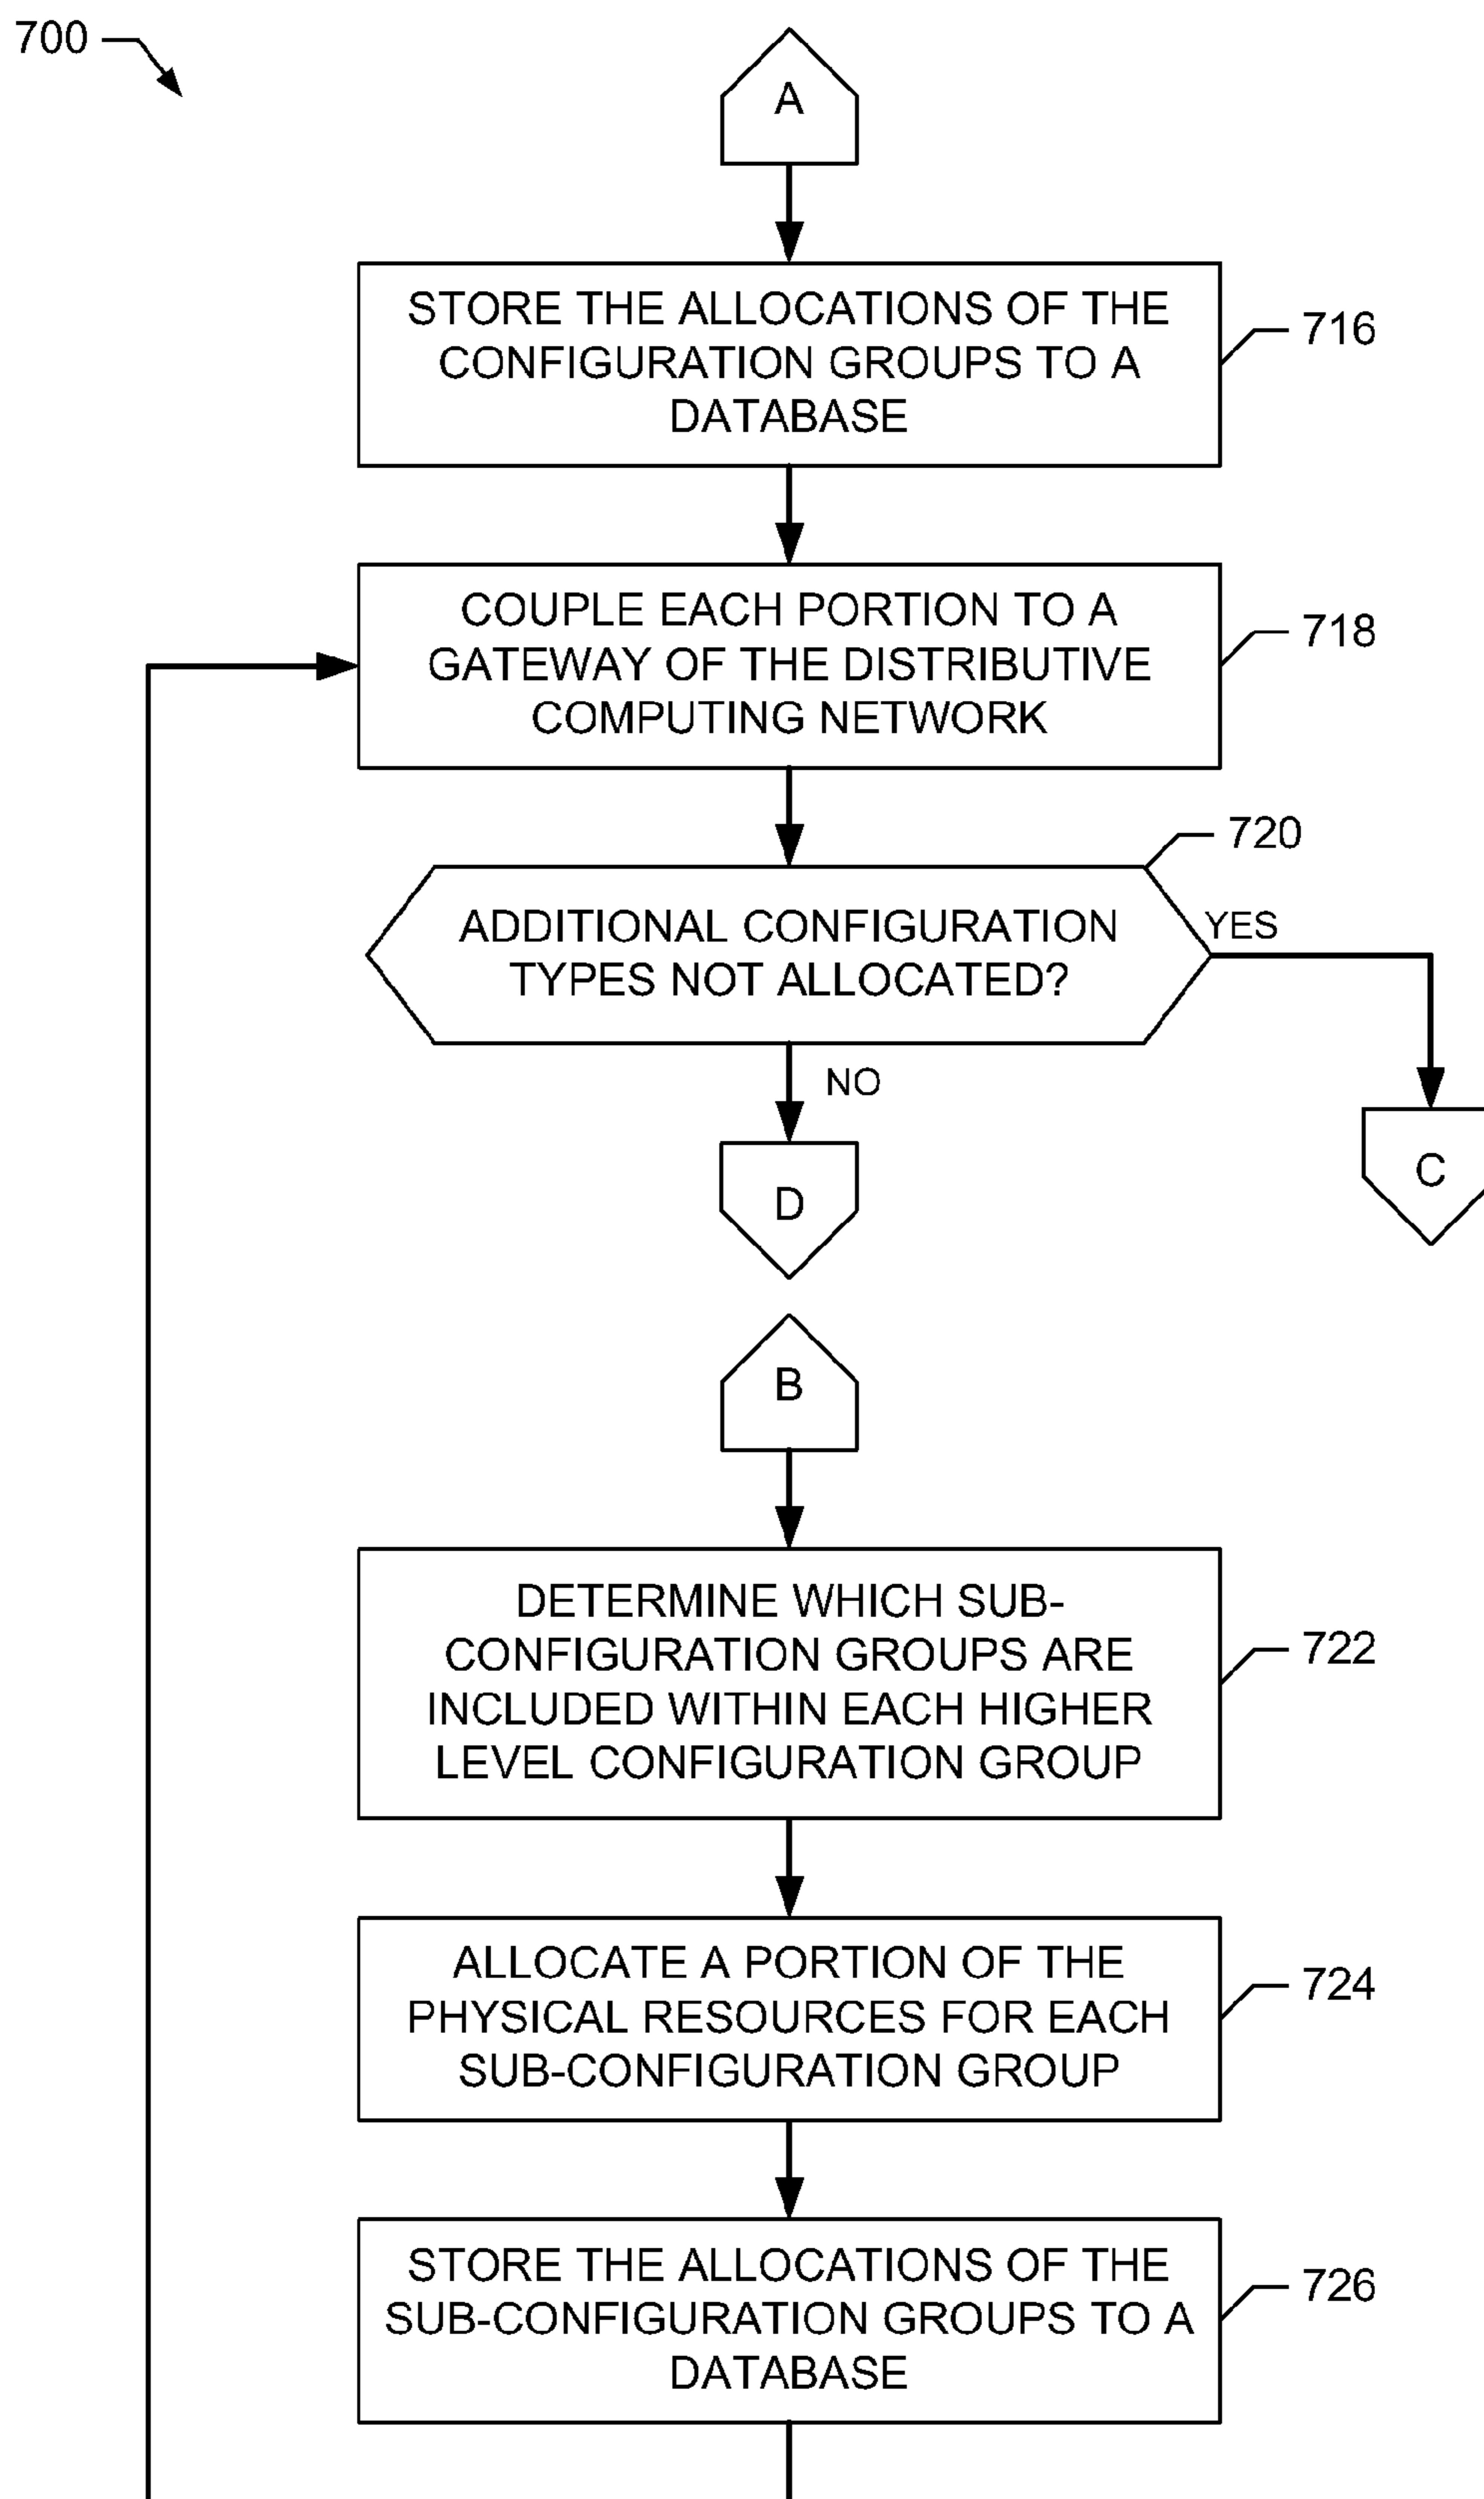 700
A
STORE THE ALLOCATIONS OF THE
CONFIGURATION GROUPS TO A
DATABASE
716
COUPLE EACH PORTION TO A
GATEWAY OF THE DISTRIBUTIVE
COMPUTING NETWORK
718
720
ADDITIONAL CONFIGURATION
TYPES NOT ALLOCATED?
YES
NO
C
D
B
DETERMINE WHICH SUB-
CONFIGURATION GROUPS ARE
INCLUDED WITHIN EACH HIGHER
LEVEL CONFIGURATION GROUP
722
ALLOCATE A PORTION OF THE
PHYSICAL RESOURCES FOR EACH
SUB-CONFIGURATION GROUP
724
STORE THE ALLOCATIONS OF THE
SUB-CONFIGURATION GROUPS TO A
DATABASE
726